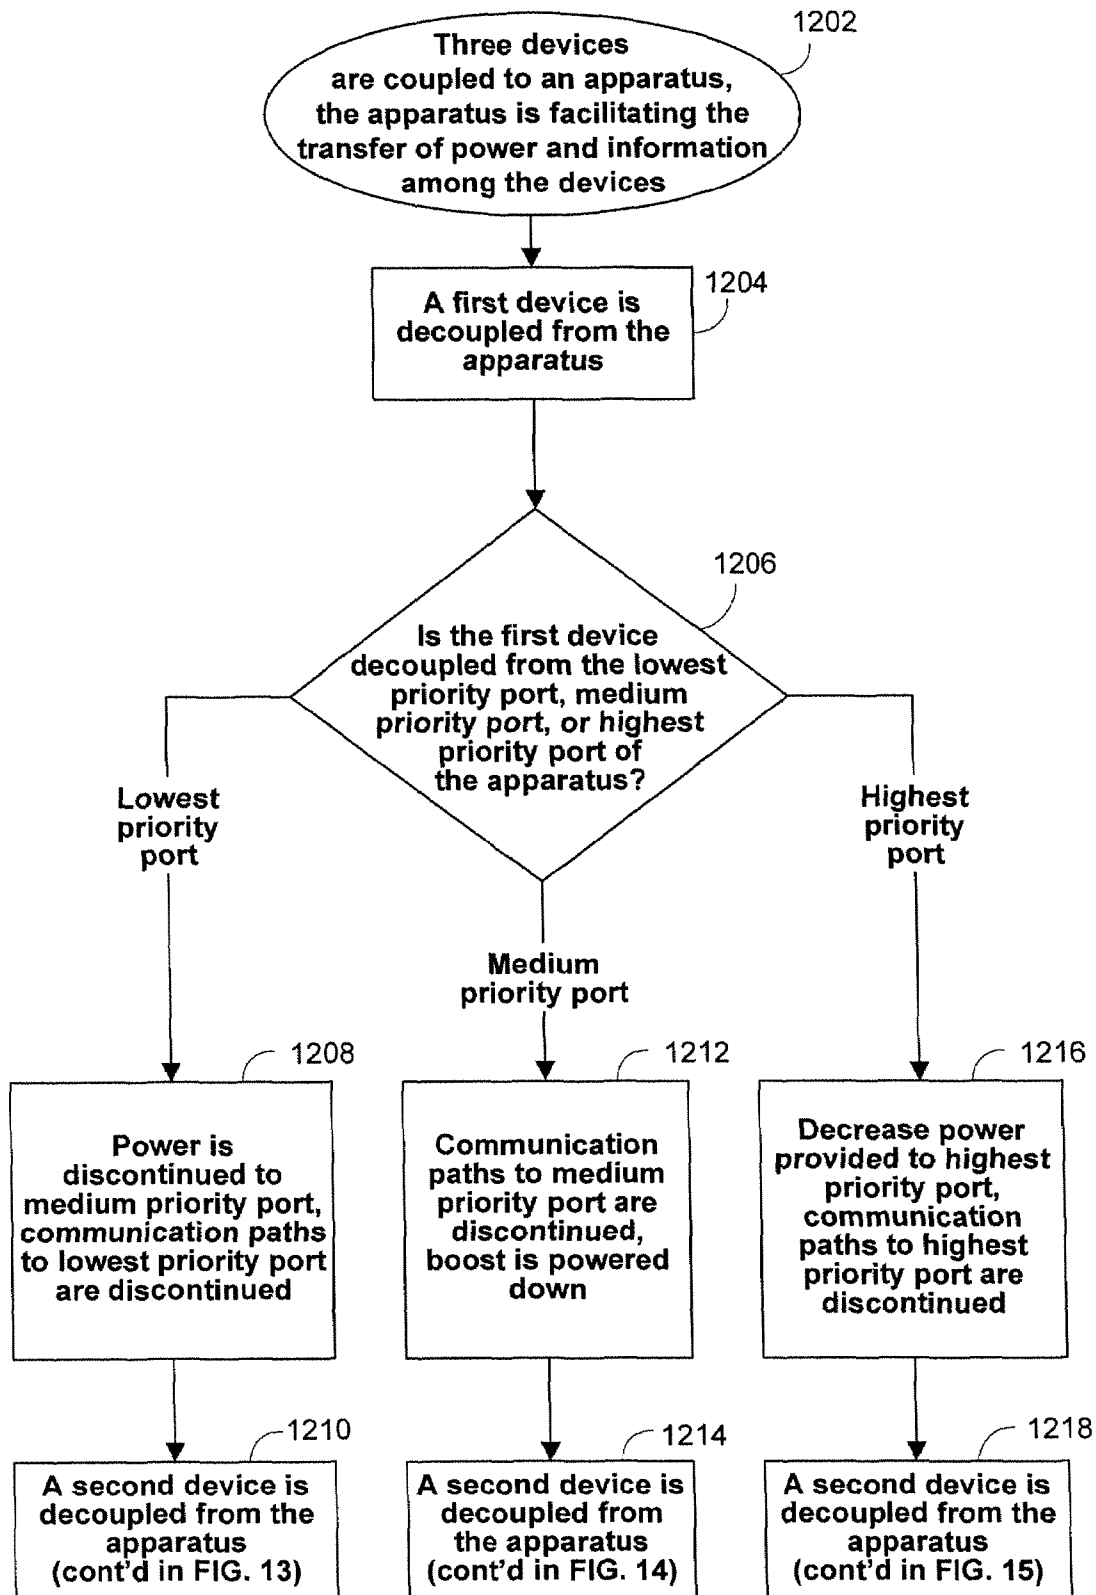 1202
Three devices
are coupled to an apparatus,
the apparatus is facilitating the
transfer of power and information
among the devices
1204
A first device is
decoupled from the
apparatus
1206
Is the first device
decoupled from the lowest
priority port, medium
priority port, or highest
priority port of
the apparatus?
Lowest
priority
port
Medium
priority port
Highest
priority
port
1208
Power is
discontinued to
medium priority port,
communication paths
to lowest priority port
are discontinued
1212
Communication
paths to medium
priority port are
discontinued,
boost is powered
down
1216
Decrease power
provided to highest
priority port,
communication
paths to highest
priority port are
discontinued
1210
A second device is
decoupled from the
apparatus
(cont'd in FIG. 13)
1214
A second device is
decoupled from
the apparatus
(cont'd in FIG. 14)
1218
A second device is
decoupled from the
apparatus
(cont'd in FIG. 15)